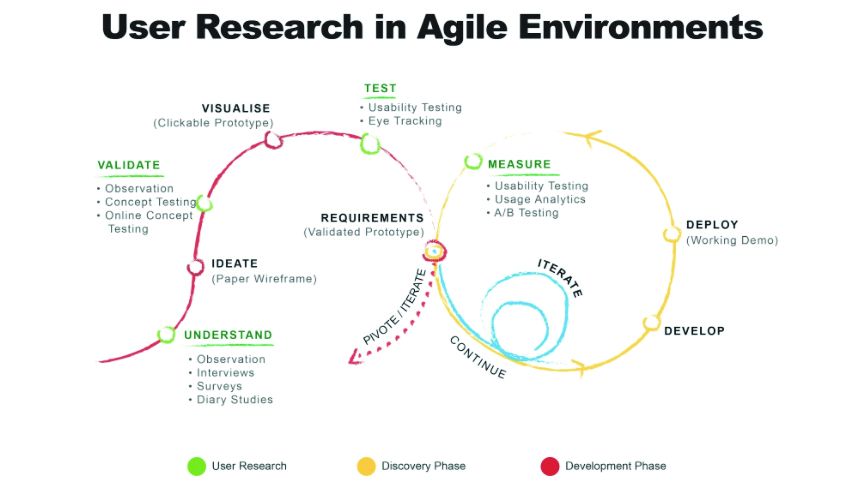 User Research in Agile Environments
TEST
• Usability Testing
• Eye Tracking
VISUALISE
(Clickable Prototype)
VALIDATE
• Observation
• Concept Testing
• Online Concept
Testing
IDEATE
(Paper Wireframe)
UNDERSTAND
• Observation
• Interviews
• Surveys
• Diary Studies
REQUIREMENTS
(Validated Prototype)
PIVOTE / ITERATE
MEASURE
• Usability Testing
• Usage Analytics
• A/B Testing
ITERATE
CONTINUE
DEPLOY
(Working Demo)
DEVELOP
User Research
Discovery Phase
Development Phase